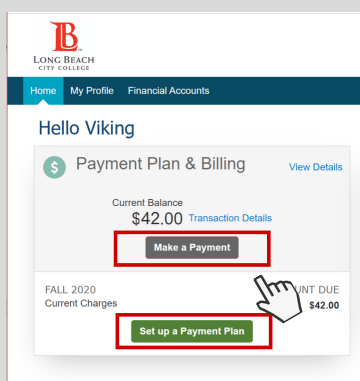 LB
LONG BEACH
CITY COLLEGE
Home My Profile Financial Accounts
Hello Viking
$ Payment Plan & Billing View Details
Current Balance
$42.00 Transaction Details
Make a Payment
FALL 2020 UNT DUE
Current Charges $42.00
Set up a Payment Plan